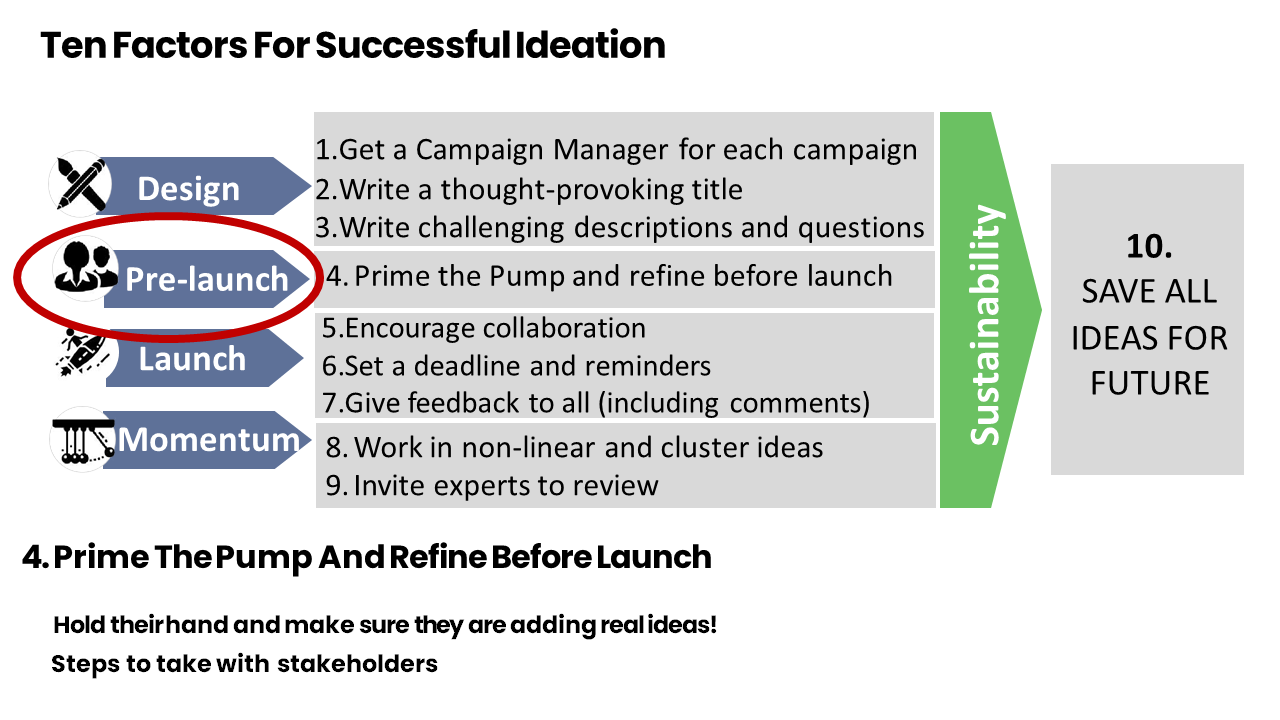 Ten Factors For Successful Ideation
Design
1.Get a Campaign Manager for each campaign
2.Write a thought-provoking title
3.Write challenging descriptions and questions
Pre-launch
4. Prime the Pump and refine before launch
Launch
5.Encourage collaboration
6.Set a deadline and reminders
7.Give feedback to all (including comments)
Momentum
8. Work in non-linear and cluster ideas
9. Invite experts to review
Sustainability
10.
SAVE ALL
IDEAS FOR
FUTURE
4. Prime The Pump And Refine Before Launch
Hold their hand and make sure they are adding real ideas!
Steps to take with stakeholders